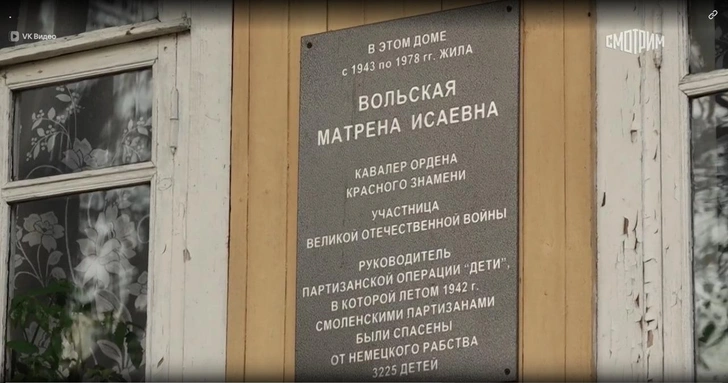 VK Видео
СМОТРИМ
В ЭТОМ ДОМЕ
с 1943 по 1978 гг. ЖИЛА
ВОЛЬСКАЯ
МАТРЕНА ИСАЕВНА
КАВАЛЕР ОРДЕНА
КРАСНОГО ЗНАМЕНИ
УЧАСТНИЦА
ВЕЛИКОЙ ОТЕЧЕСТВЕННОЙ ВОЙНЫ
РУКОВОДИТЕЛЬ
ПАРТИЗАНСКОЙ ОПЕРАЦИИ "ДЕТИ",
В КОТОРОЙ ЛЕТОМ 1942 г.
СМОЛЕНСКИМИ ПАРТИЗАНАМИ
БЫЛИ СПАСЕНЫ
ОТ НЕМЕЦКОГО РАБСТВА
3225 ДЕТЕЙ